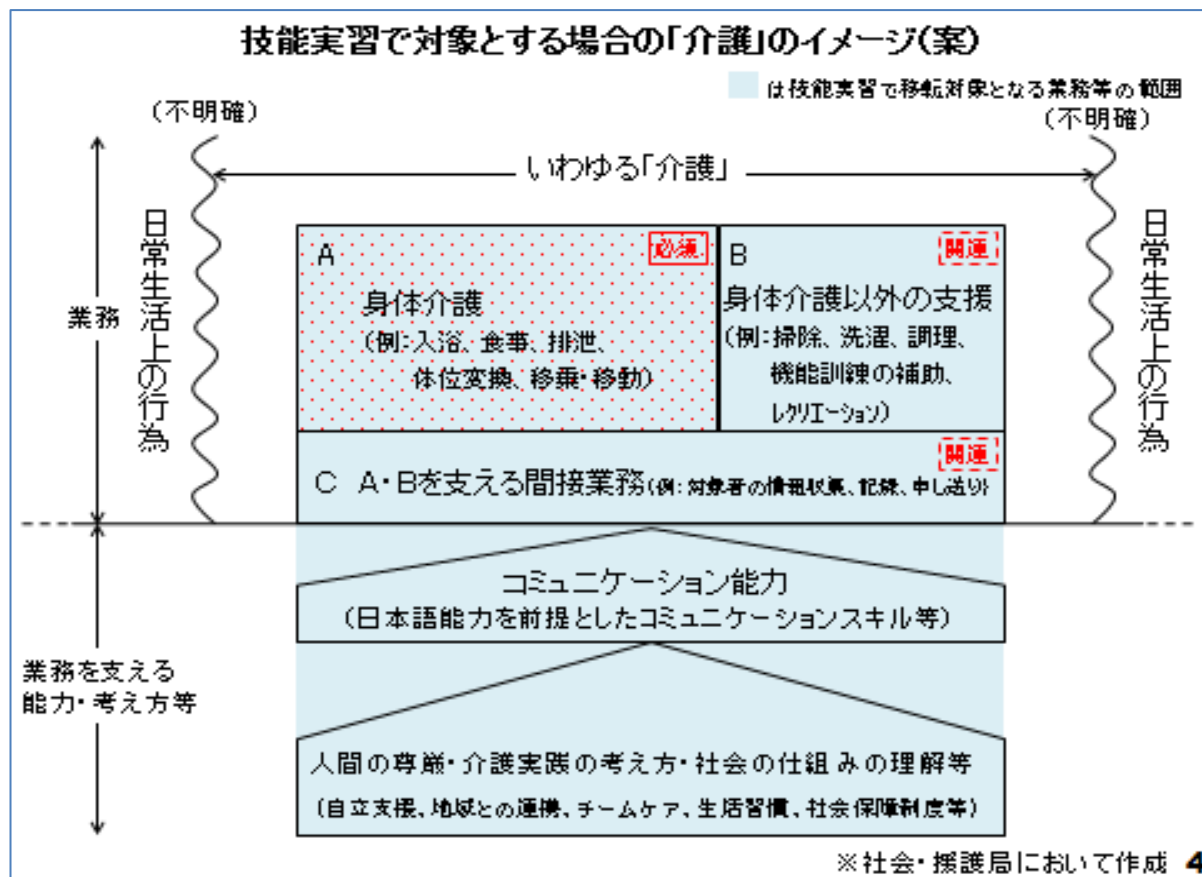 技能実習で対象とする場合の「介護」のイメージ(案)
は技能実習で移転対象となる業務等の範囲
(不明確)
(不明確)
いわゆる「介護」
業務
日常生活上の行為
日常生活上の行為
A
必須
身体介護
(例:入浴、食事、排泄、
体位変換、移乗・移動)
B
関連
身体介護以外の支援
(例:掃除、洗濯、調理、
機能訓練の補助、
レクリエーション)
関連
C A・Bを支える間接業務(例:対象者の情報収集、記録、申し送り)
コミュニケーション能力
(日本語能力を前提としたコミュニケーションスキル等)
業務を支える
能力・考え方等
人間の尊厳・介護実践の考え方・社会の仕組みの理解等
(自立支援、地域との連携、チームケア、生活習慣、社会保障制度等)
※社会・援護局において作成 4